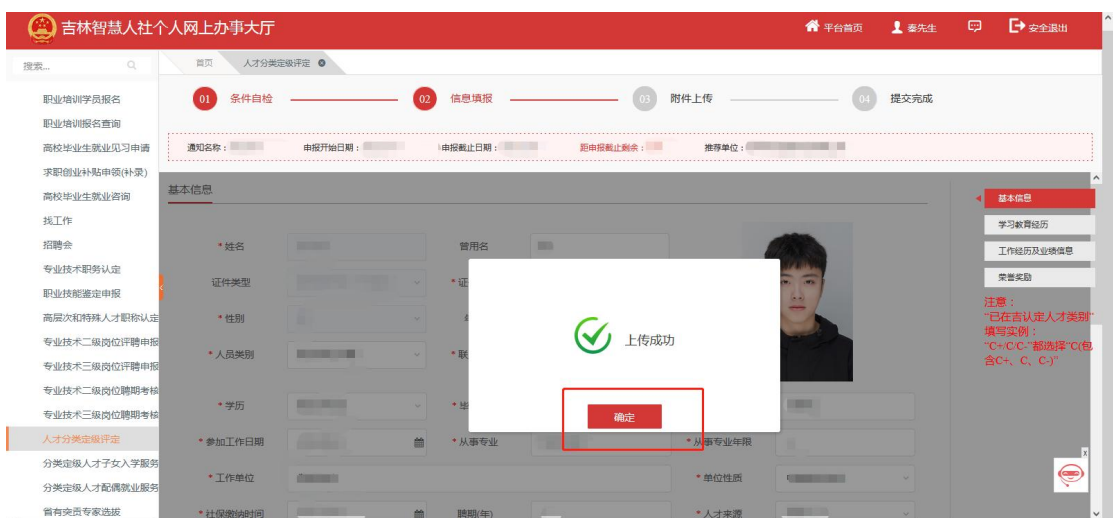 吉林智慧人社个人网上办事大厅
平台首页 秦先生 安全退出
搜索...
首页 人才分类定级评定
01 条件自检 02 信息填报 03 附件上传 04 提交完成
通知名称： 申报开始日期： 申报截止日期： 距申报截止剩余： 推荐单位：
职业培训学员报名
职业培训报名查询
高校毕业生就业见习申请
求职创业补贴申领(补录)
高校毕业生就业咨询
找工作
招聘会
专业技术职务认定
职业技能鉴定申报
高层次和特殊人才职称认定
专业技术二级岗位评聘申报
专业技术三级岗位评聘申报
专业技术二级岗位聘期考核
专业技术三级岗位聘期考核
人才分类定级评定
分类定级人才子女入学服务
分类定级人才配偶就业服务
省有突贡专家选拔
基本信息
*姓名 曾用名
证件类型 *证
*性别
*人员类别 *联
*学历
*参加工作日期 *从事专业 *从事专业年限
*工作单位 *单位性质
*社保缴纳时间 聘期(年) *人才来源
上传成功
确定
基本信息
学习教育经历
工作经历及业绩信息
荣誉奖励
注意：
"已在吉认定人才类别"
填写实例：
"C+/C/C-"都选择"C(包
含C+、C、C-)"
x